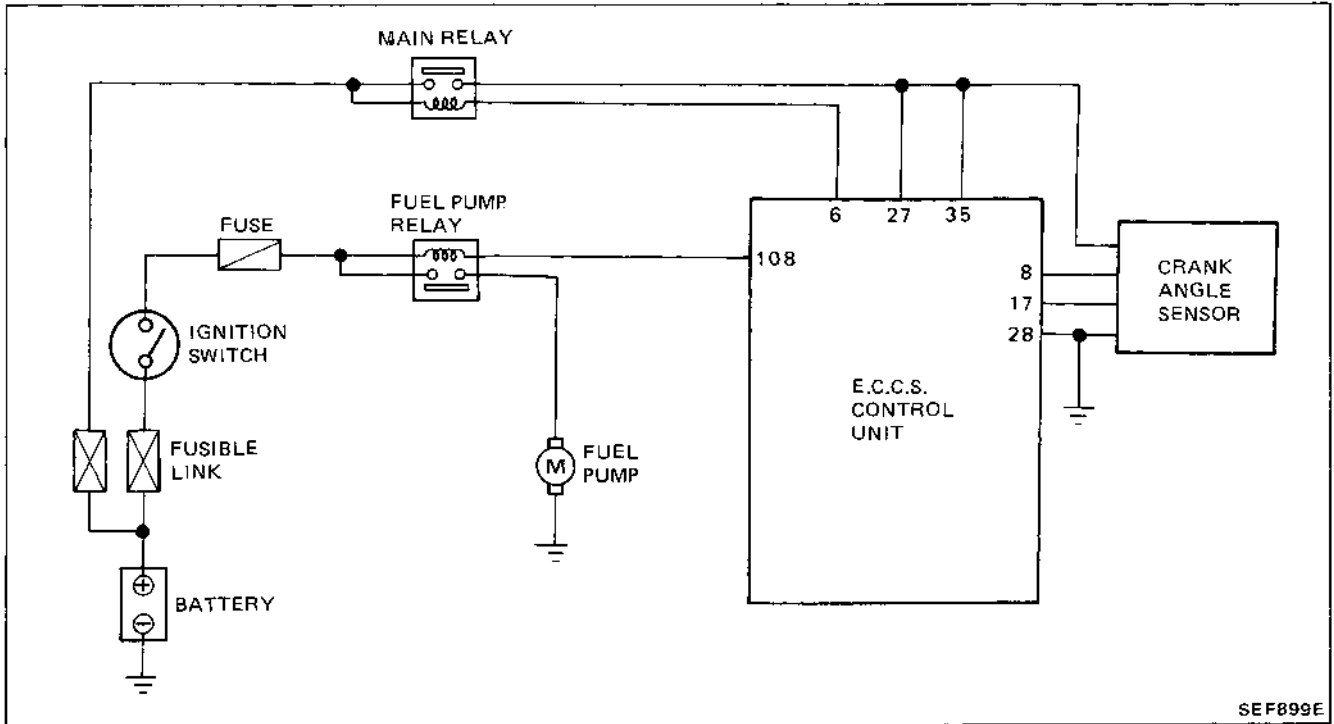 MAIN RELAY
FUEL PUMP
RELAY
FUSE
6 27 35
108
8
17
28
CRANK
ANGLE
SENSOR
IGNITION
SWITCH
E.C.C.S.
CONTROL
UNIT
FUSIBLE
LINK
M
FUEL
PUMP
+
BATTERY
−
SEF899E